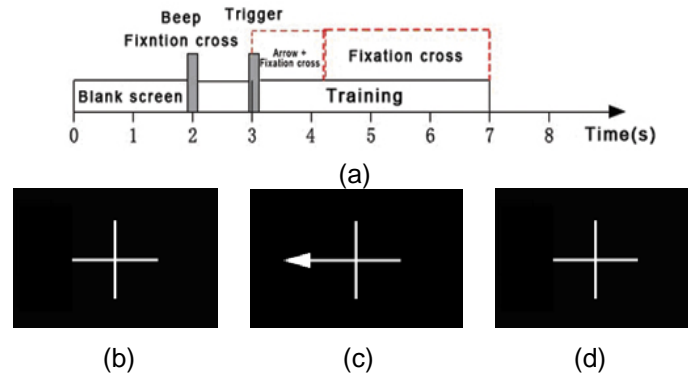 Beep
Fixntion cross
Trigger
Arrow +
Fixation cross
Fixation cross
Blank screen
Training
0 1 2 3 4 5 6 7 8 Time(s)
(a)
(b) (c) (d)